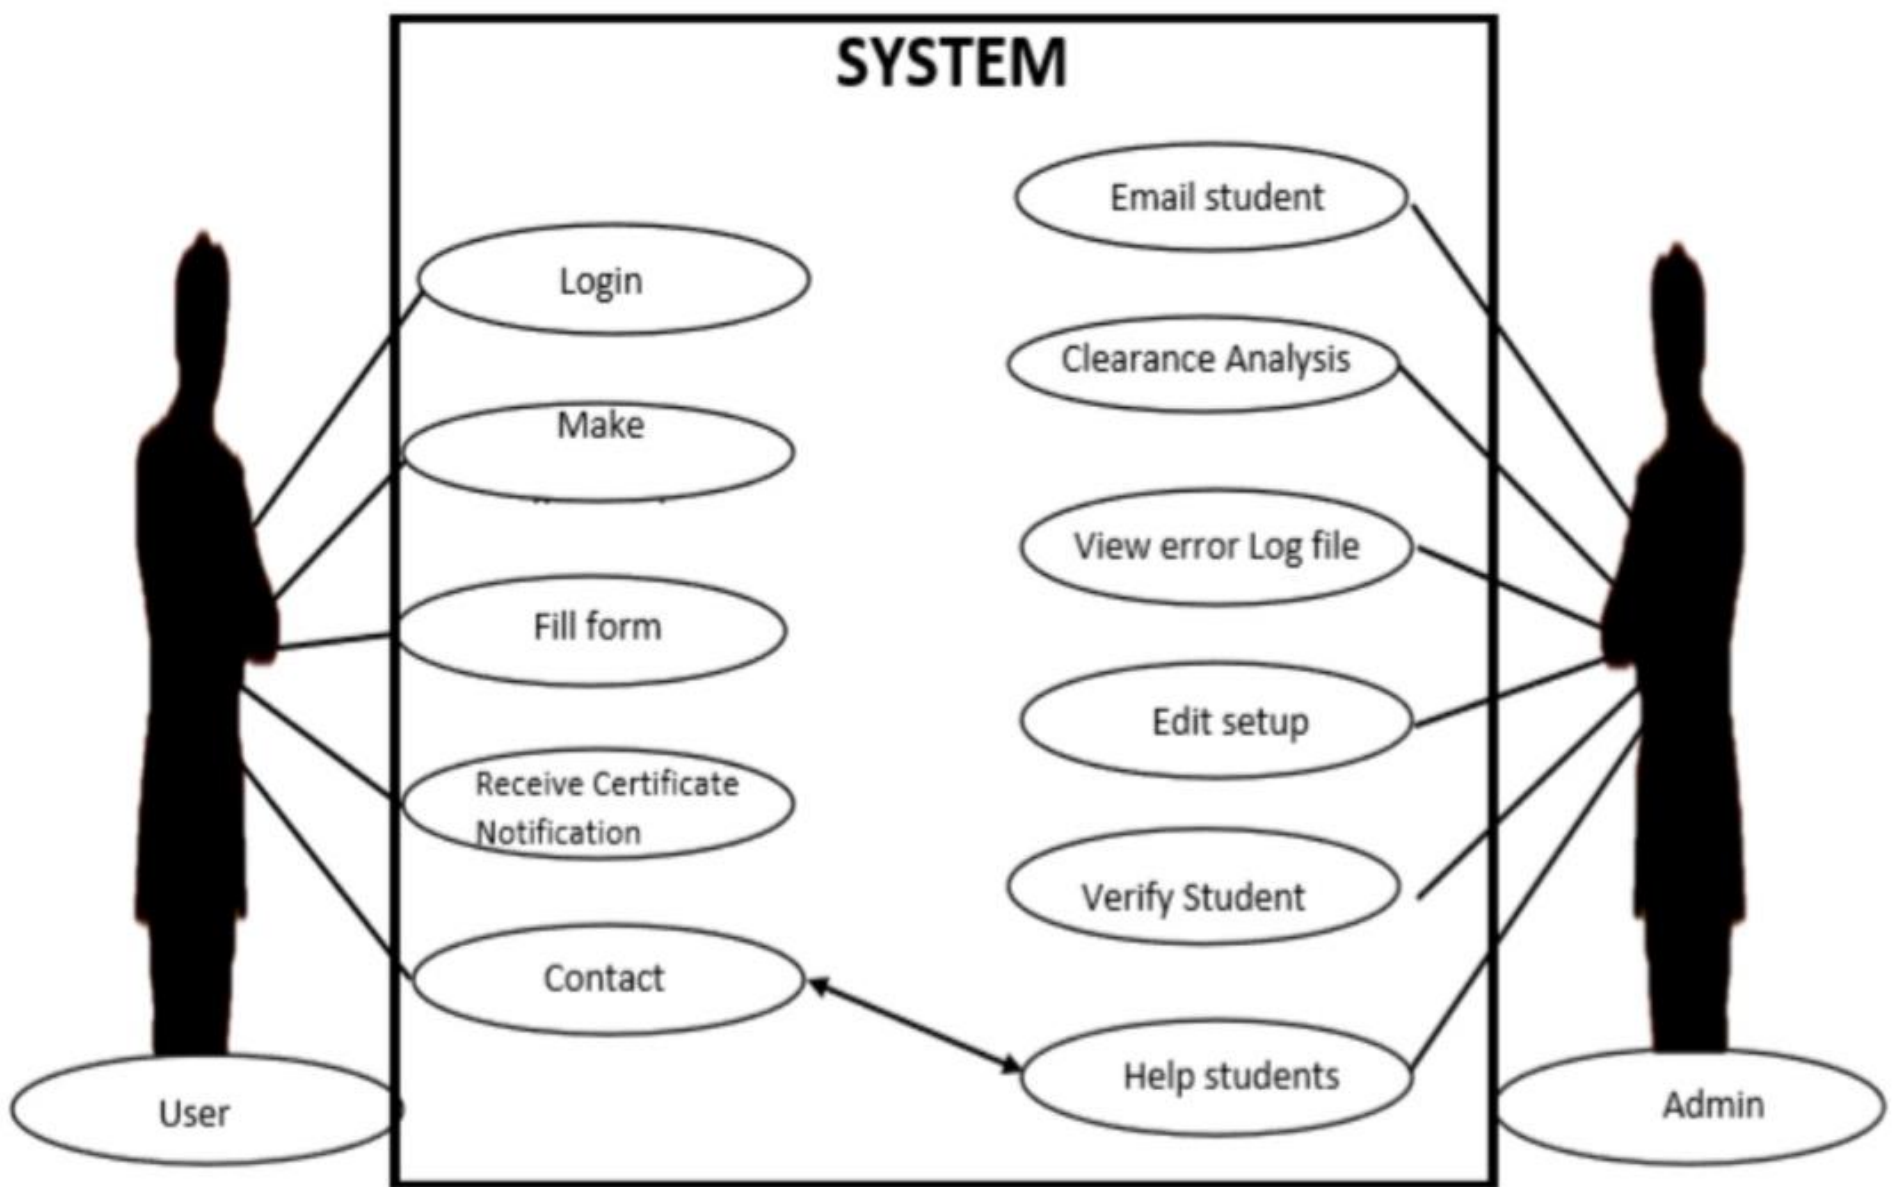 SYSTEM
Email student
Login
Clearance Analysis
Make
View error Log file
Fill form
Edit setup
Receive Certificate
Notification
Verify Student
Contact
Help students
User
Admin